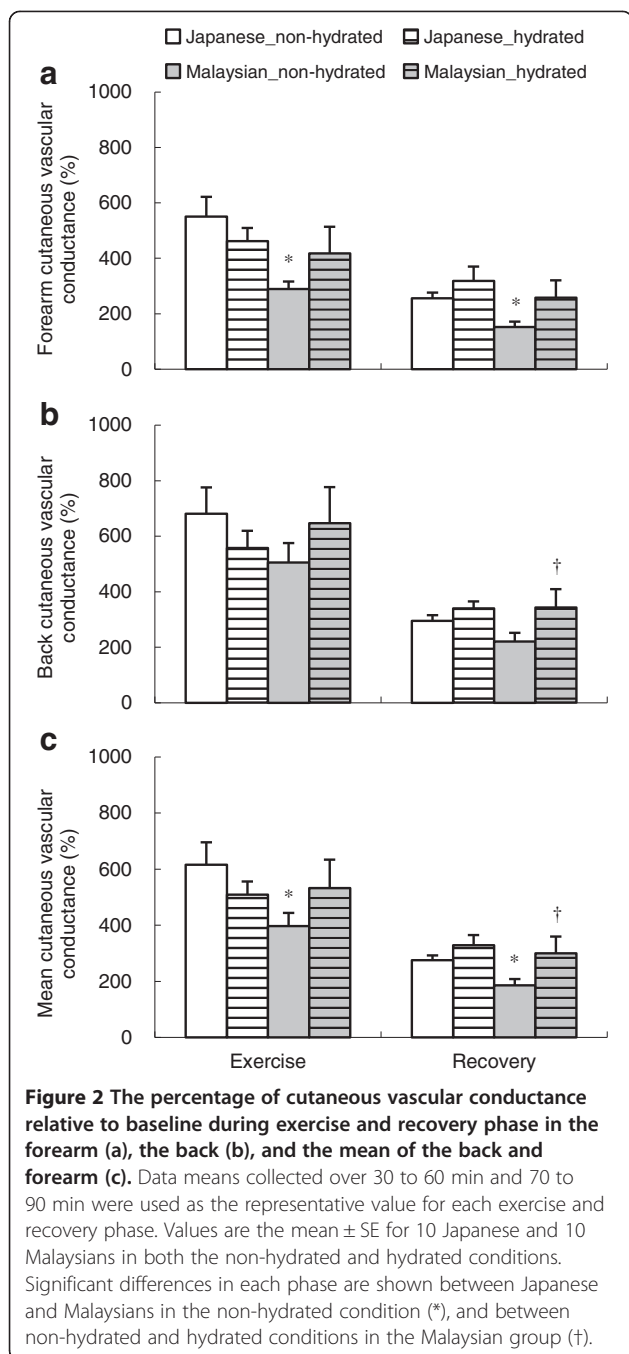 Japanese_non-hydrated Japanese_hydrated
Malaysian_non-hydrated Malaysian_hydrated
a
1000
800
600
400
200
0
Forearm cutaneous vascular
conductance (%)
*
*
b
1000
800
600
400
200
0
Back cutaneous vascular
conductance (%)
†
c
1000
800
600
400
200
0
Mean cutaneous vascular
conductance (%)
*
*
†
Exercise Recovery
Figure 2 The percentage of cutaneous vascular conductance
relative to baseline during exercise and recovery phase in the
forearm (a), the back (b), and the mean of the back and
forearm (c). Data means collected over 30 to 60 min and 70 to
90 min were used as the representative value for each exercise and
recovery phase. Values are the mean ± SE for 10 Japanese and 10
Malaysians in both the non-hydrated and hydrated conditions.
Significant differences in each phase are shown between Japanese
and Malaysians in the non-hydrated condition (*), and between
non-hydrated and hydrated conditions in the Malaysian group (†).